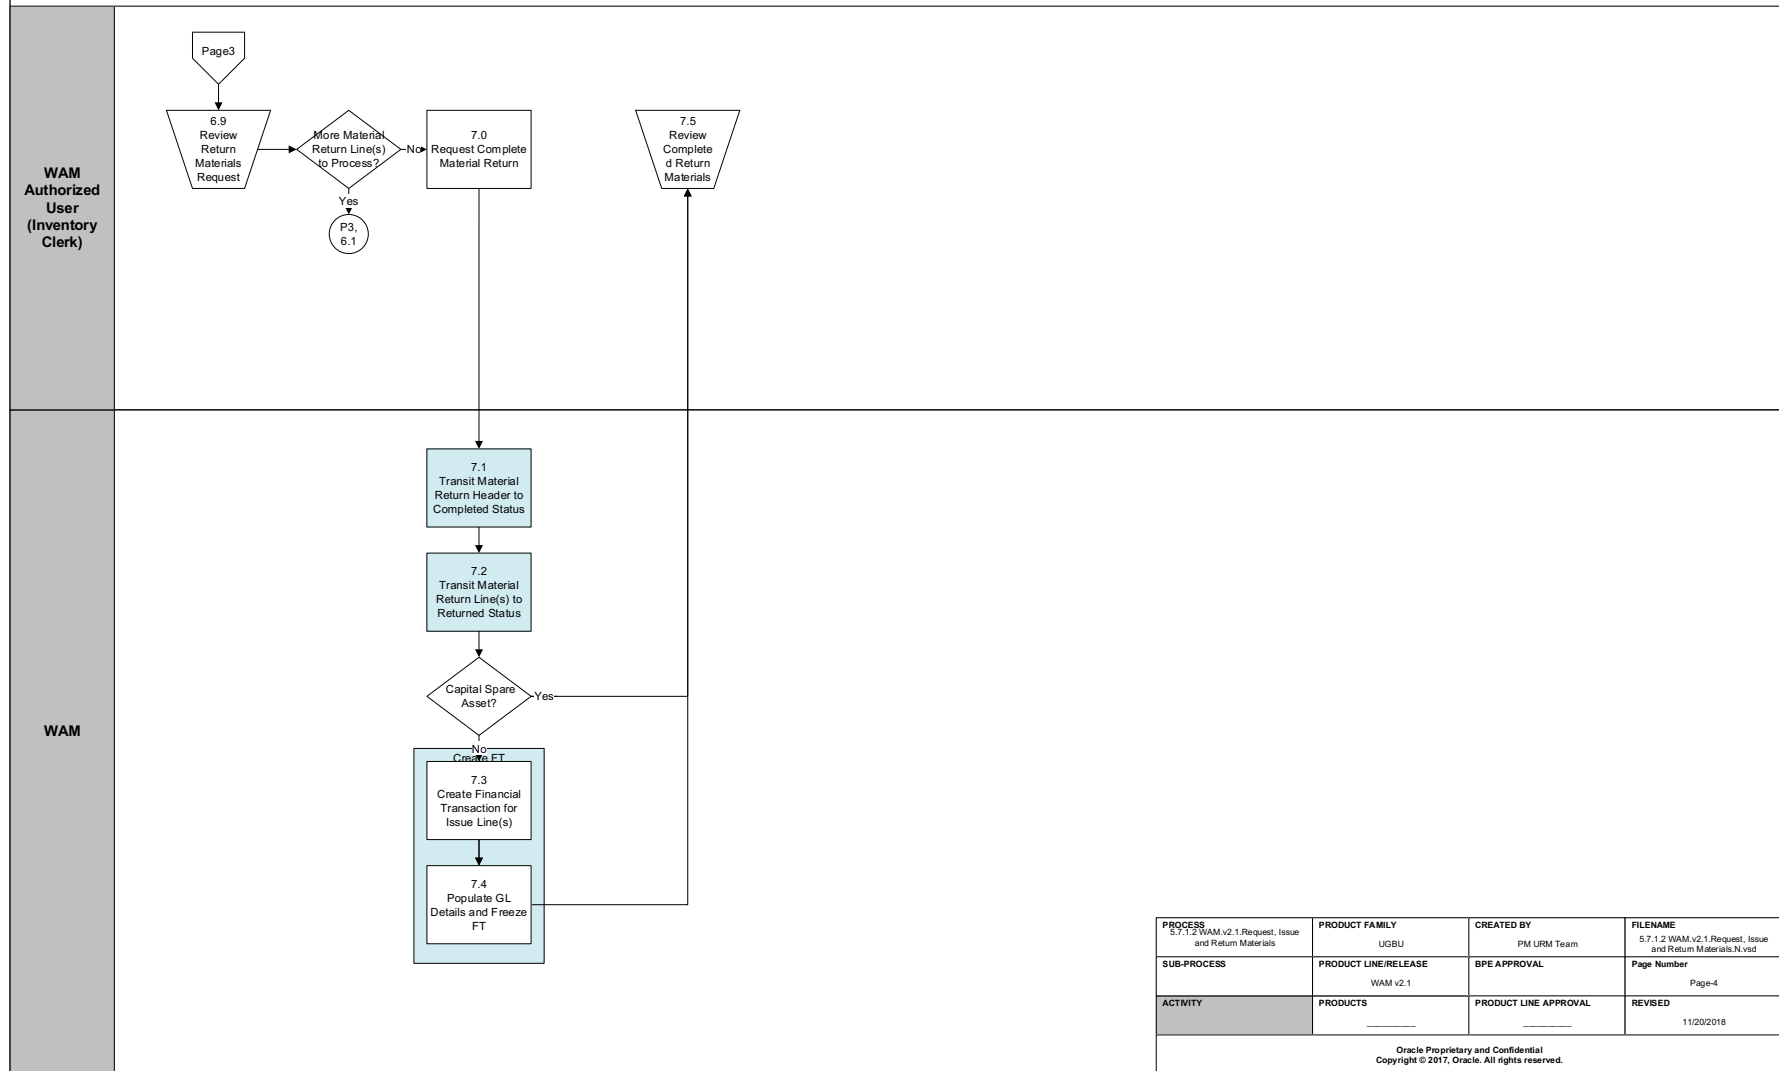 Page3
6.9
Review
Return
Materials
Request
More Material
Return Line(s)
to Process?
No
7.0
Request Complete
Material Return
7.5
Review
Complete
d Return
Materials
Yes
P3,
6.1
WAM
Authorized
User
(Inventory
Clerk)
7.1
Transit Material
Return Header to
Completed Status
7.2
Transit Material
Return Line(s) to
Returned Status
Capital Spare
Asset?
Yes
WAM
No
Create FT
7.3
Create Financial
Transaction for
Issue Line(s)
7.4
Populate GL
Details and Freeze
FT
PROCESS
5.7.1.2 WAM.v2.1.Request, Issue
and Return Materials
PRODUCT FAMILY
UGBU
CREATED BY
PM URM Team
FILENAME
5.7.1.2 WAM.v2.1.Request, Issue
and Return Materials.N.vsd
SUB-PROCESS
PRODUCT LINE/RELEASE
WAM v2.1
BPE APPROVAL
Page Number
Page-4
ACTIVITY
PRODUCTS
PRODUCT LINE APPROVAL
REVISED
11/20/2018
Oracle Proprietary and Confidential
Copyright © 2017, Oracle. All rights reserved.